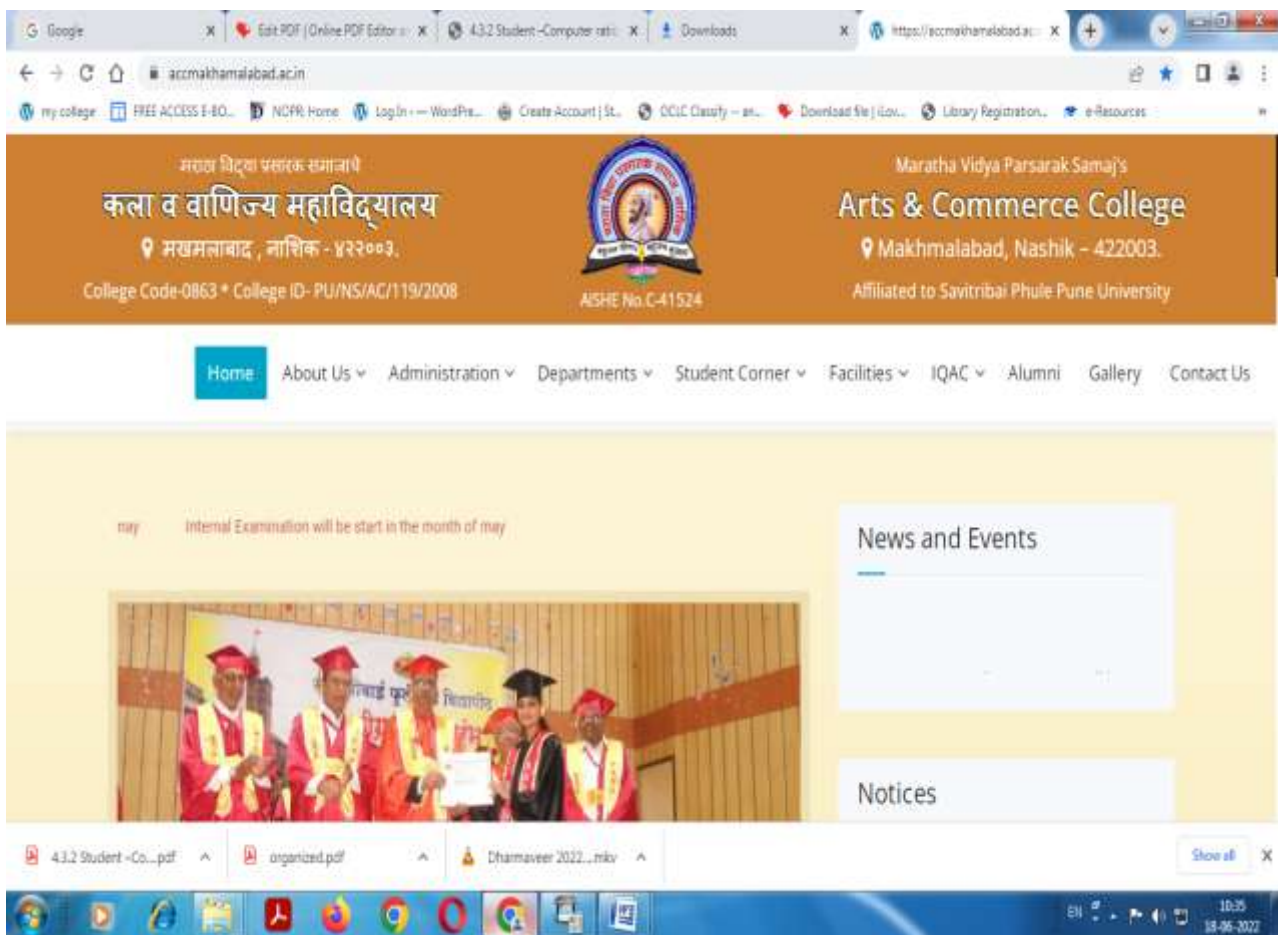 Google
Edit PDF | Online PDF Editor
4.3.2 Student -Computer ratio
Downloads
https://accmakhamalabad.ac
accmakhamalabad.ac.in
my college
FREE ACCESS E-BO...
NOPR: Home
Log In ‹ — WordPre...
Create Account | St...
OCLC Classify -- an...
Download file | iLov...
Library Registration...
e-Resources
मराठा विद्या प्रसारक समाजाचे
कला व वाणिज्य महाविद्यालय
मखमलाबाद , नाशिक - ४२२००३.
College Code-0863 * College ID- PU/NS/AC/119/2008
AISHE No.C-41524
Maratha Vidya Parsarak Samaj's
Arts & Commerce College
Makhmalabad, Nashik – 422003.
Affiliated to Savitribai Phule Pune University
Home
About Us
Administration
Departments
Student Corner
Facilities
IQAC
Alumni
Gallery
Contact Us
may
Internal Examination will be start in the month of may
News and Events
Notices
4.3.2 Student -Co....pdf
organized.pdf
Dharmaveer 2022....mkv
Show all
EN
10:35
18-06-2022